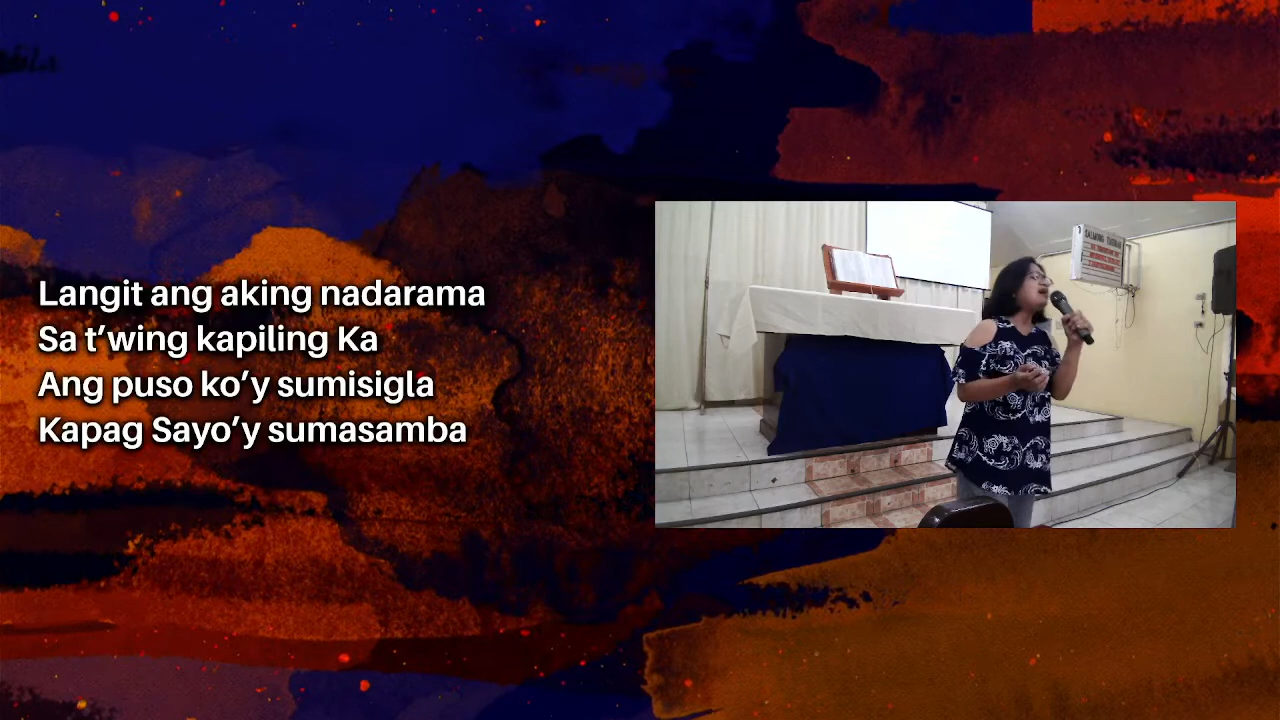 Langit ang aking nadarama
Sa t’wing kapiling Ka
Ang puso ko’y sumisigla
Kapag Sayo’y sumasamba